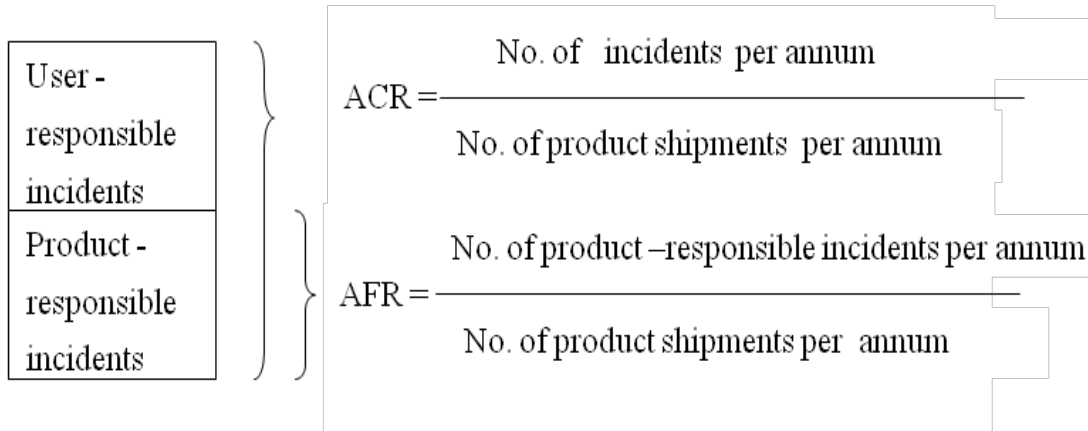 User -
responsible
incidents
Product -
responsible
incidents
No. of incidents per annum
ACR =
No. of product shipments per annum
No. of product –responsible incidents per annum
AFR =
No. of product shipments per annum